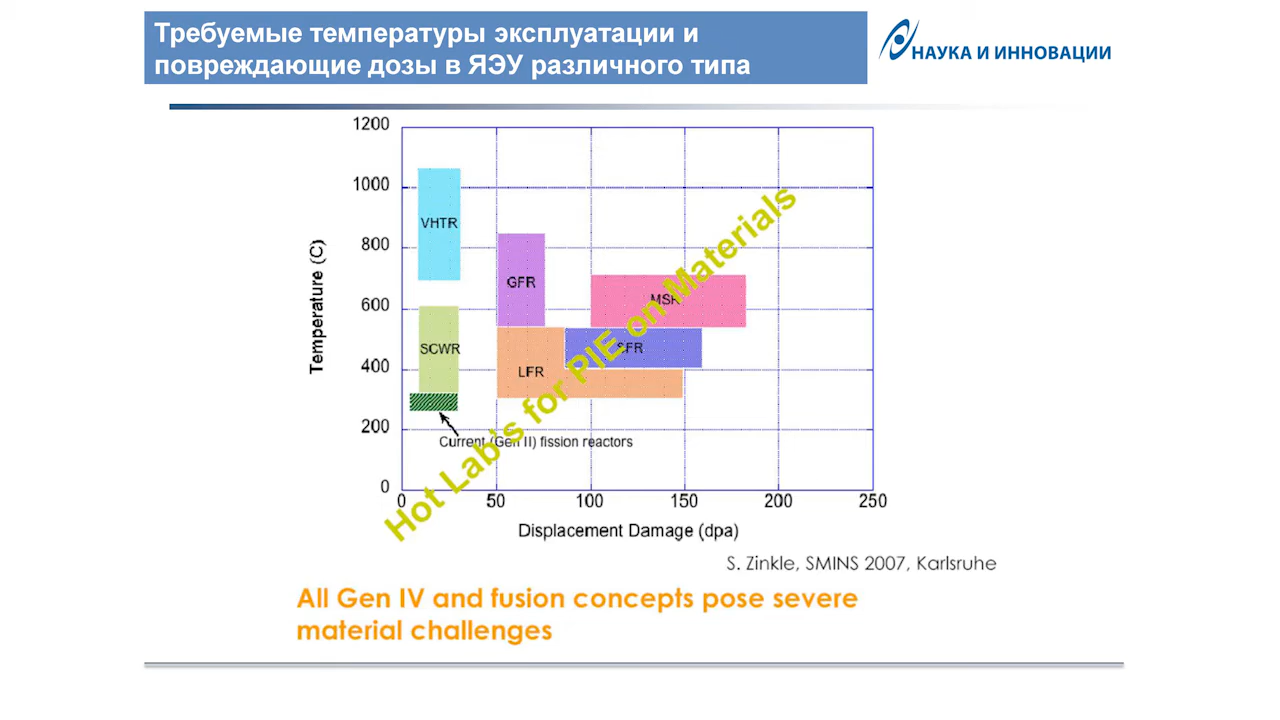 Требуемые температуры эксплуатации и
повреждающие дозы в ЯЭУ различного типа
НАУКА И ИННОВАЦИИ
1200
1000
800
600
400
200
0
Temperature (C)
VHTR
GFR
MSR
SCWR
SFR
LFR
Current (Gen II) fission reactors
Hot Lab's for PIE on Materials
0 50 100 150 200 250
Displacement Damage (dpa)
S. Zinkle, SMINS 2007, Karlsruhe
All Gen IV and fusion concepts pose severe
material challenges